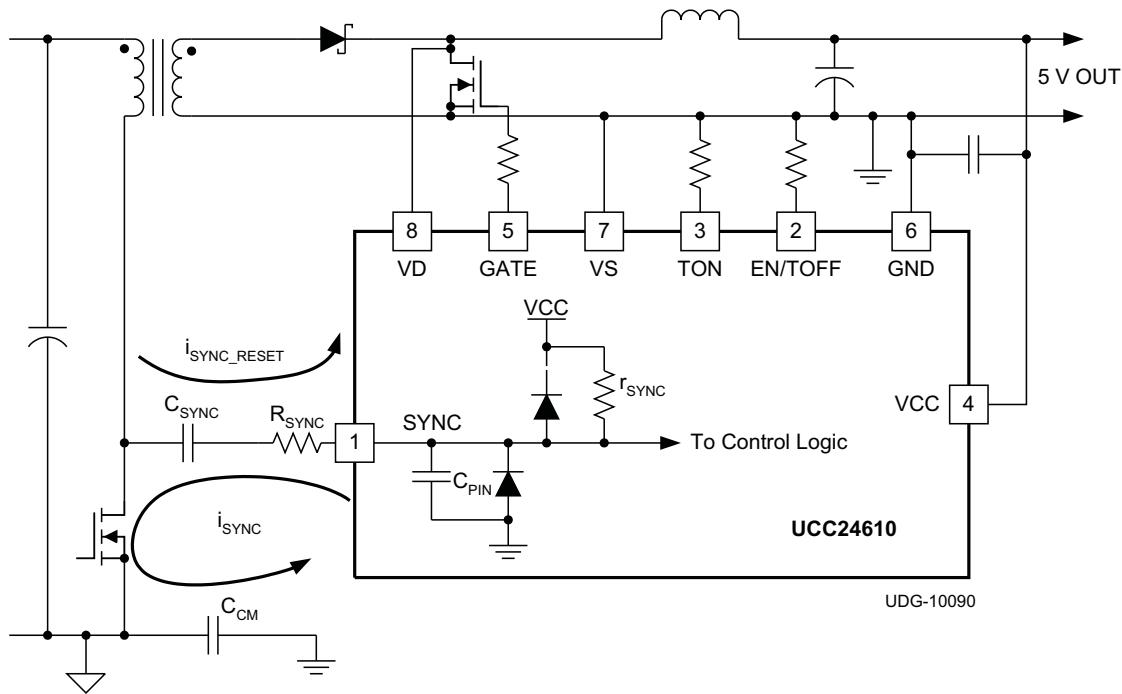 5 V OUT
8
5
7
3
2
6
VD
GATE
VS
TON
EN/TOFF
GND
VCC
iSYNC_RESET
rSYNC
VCC
4
CSYNC
RSYNC
1
SYNC
To Control Logic
CPIN
iSYNC
UCC24610
UDG-10090
CCM